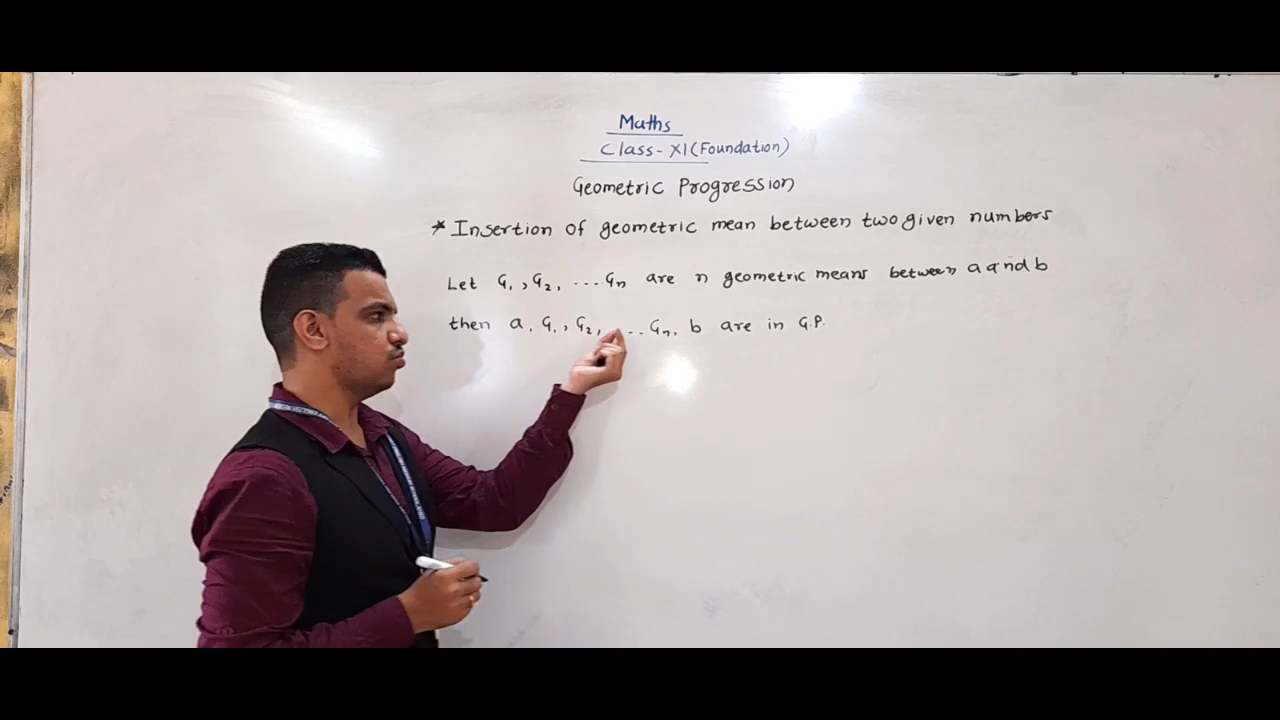 Maths
Class-XI (Foundation)
Geometric Progression
* Insertion of geometric mean between two given numbers
Let G₁, G₂, ...Gₙ are n geometric means between a and b
then a, G₁, G₂, ...Gₙ, b are in G.P.